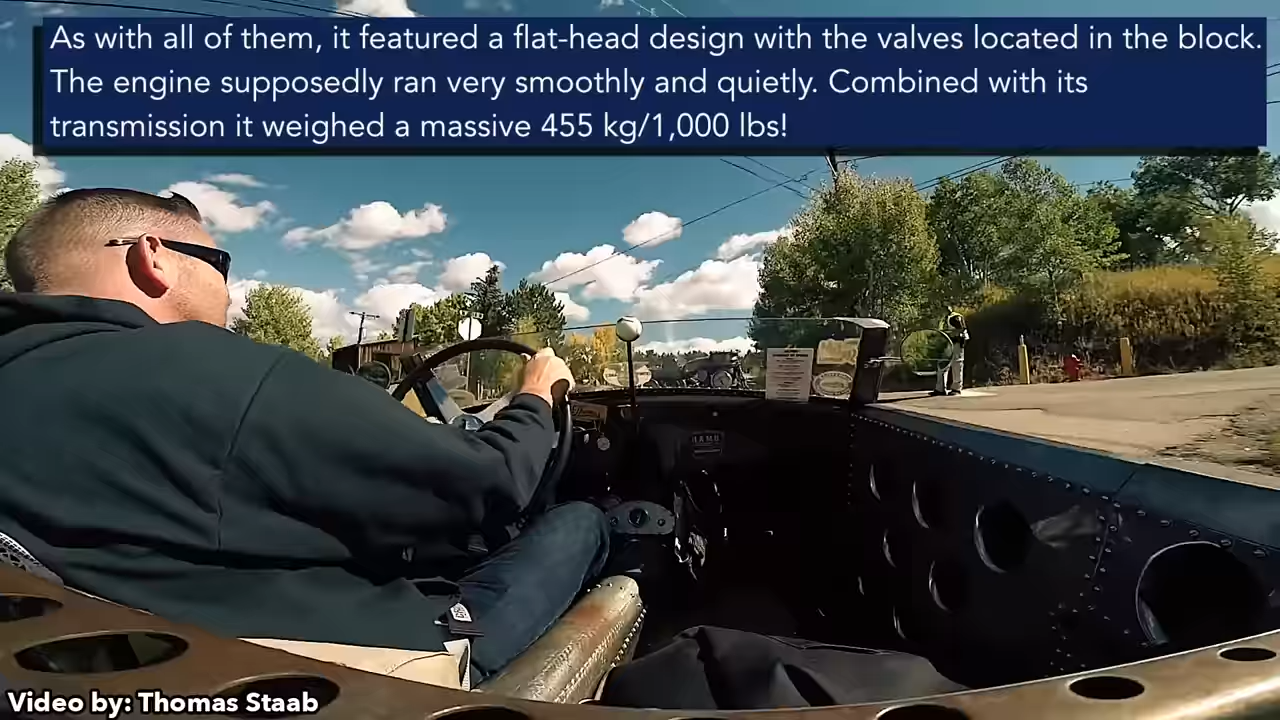 As with all of them, it featured a flat-head design with the valves located in the block.
The engine supposedly ran very smoothly and quietly. Combined with its
transmission it weighed a massive 455 kg/1,000 lbs!
H.A.M.B.
Video by: Thomas Staab